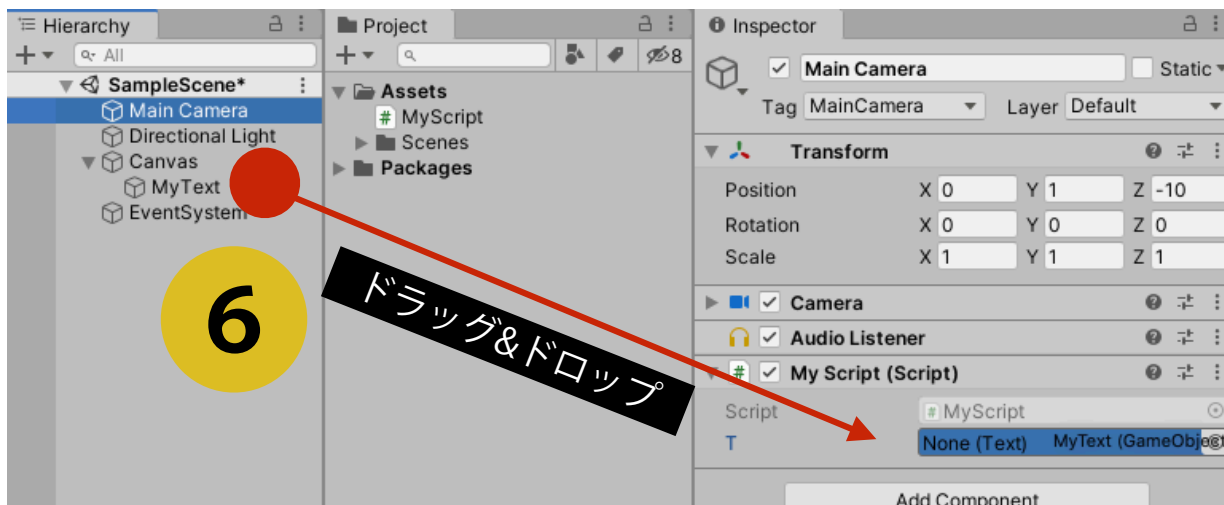 Hierarchy
All
SampleScene*
Main Camera
Directional Light
Canvas
MyText
EventSystem
6
Project
8
Assets
MyScript
Scenes
Packages
ドラッグ&ドロップ
Inspector
Main Camera
Static
Tag MainCamera Layer Default
Transform
Position X 0 Y 1 Z -10
Rotation X 0 Y 0 Z 0
Scale X 1 Y 1 Z 1
Camera
Audio Listener
# My Script (Script)
Script # MyScript
T None (Text) MyText (GameObject
Add Component